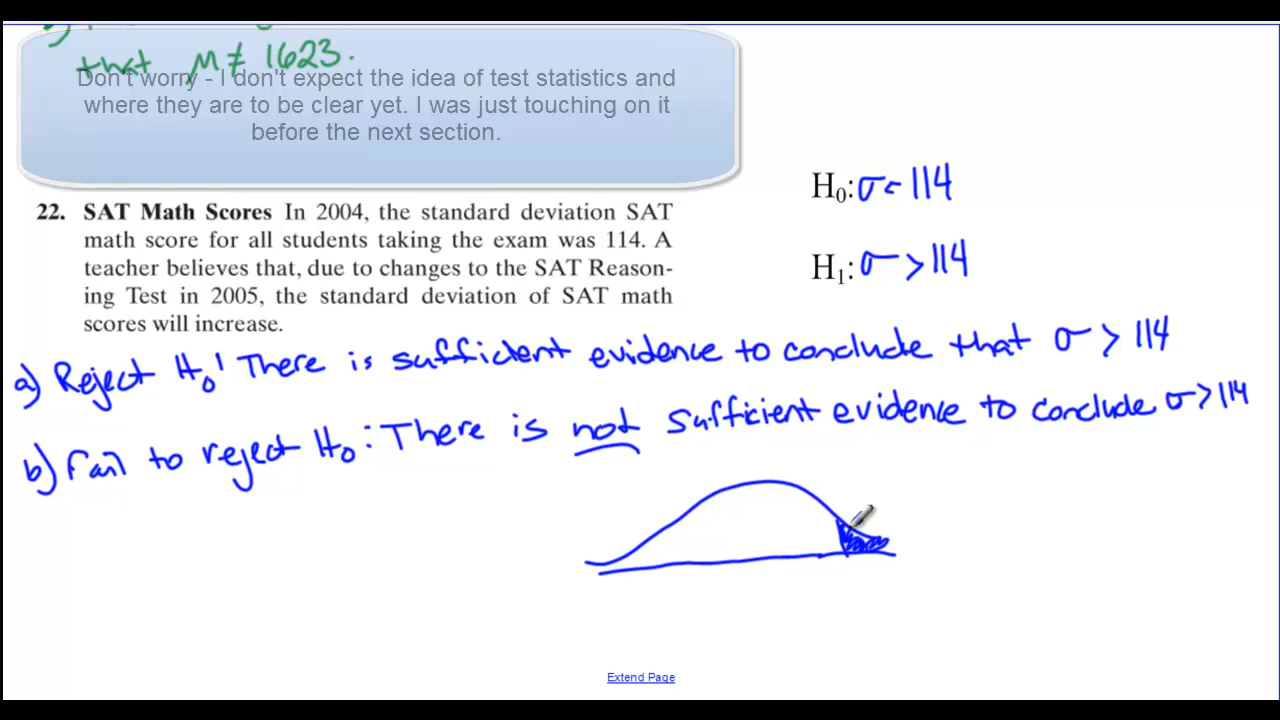 that μ ≠ 1623.
Don't worry - I don't expect the idea of test statistics and
where they are to be clear yet. I was just touching on it
before the next section.
H₀: σ = 114
H₁: σ > 114
22. SAT Math Scores In 2004, the standard deviation SAT
math score for all students taking the exam was 114. A
teacher believes that, due to changes to the SAT Reason-
ing Test in 2005, the standard deviation of SAT math
scores will increase.
a) Reject H₀: There is sufficient evidence to conclude that σ > 114
b) Fail to reject H₀: There is not sufficient evidence to conclude σ > 114
Extend Page